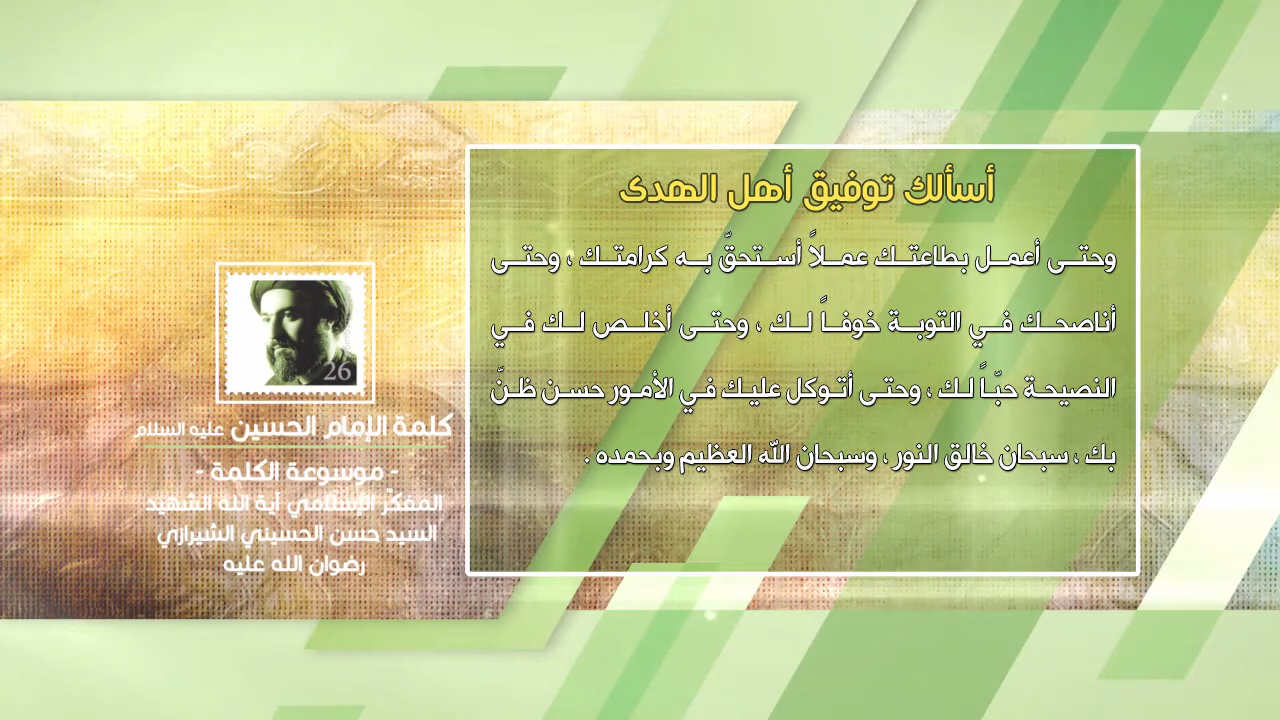 أسألك توفيق أهل الهدى
وحتى أعمل بطاعتك عملاً أستحقّ به كرامتك ، وحتى
أناصحك في التوبة خوفاً لك ، وحتى أخلص لك في
النصيحة حبّاً لك ، وحتى أتوكل عليك في الأمور حسن ظنّ
بك ، سبحان خالق النور ، وسبحان الله العظيم وبحمده .
26
كلمة الإمام الحسين عليه السلام
- موسوعة الكلمة -
المفكّر الإسلامي آية الله الشهيد
السيد حسن الحسيني الشيرازي
رضوان الله عليه